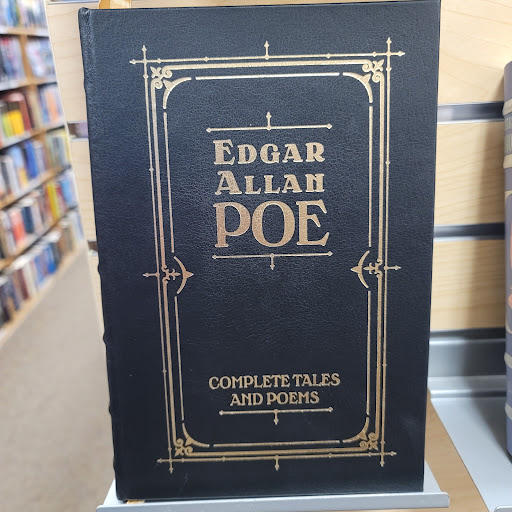 EDGAR
ALLAN
POE
COMPLETE TALES
AND POEMS